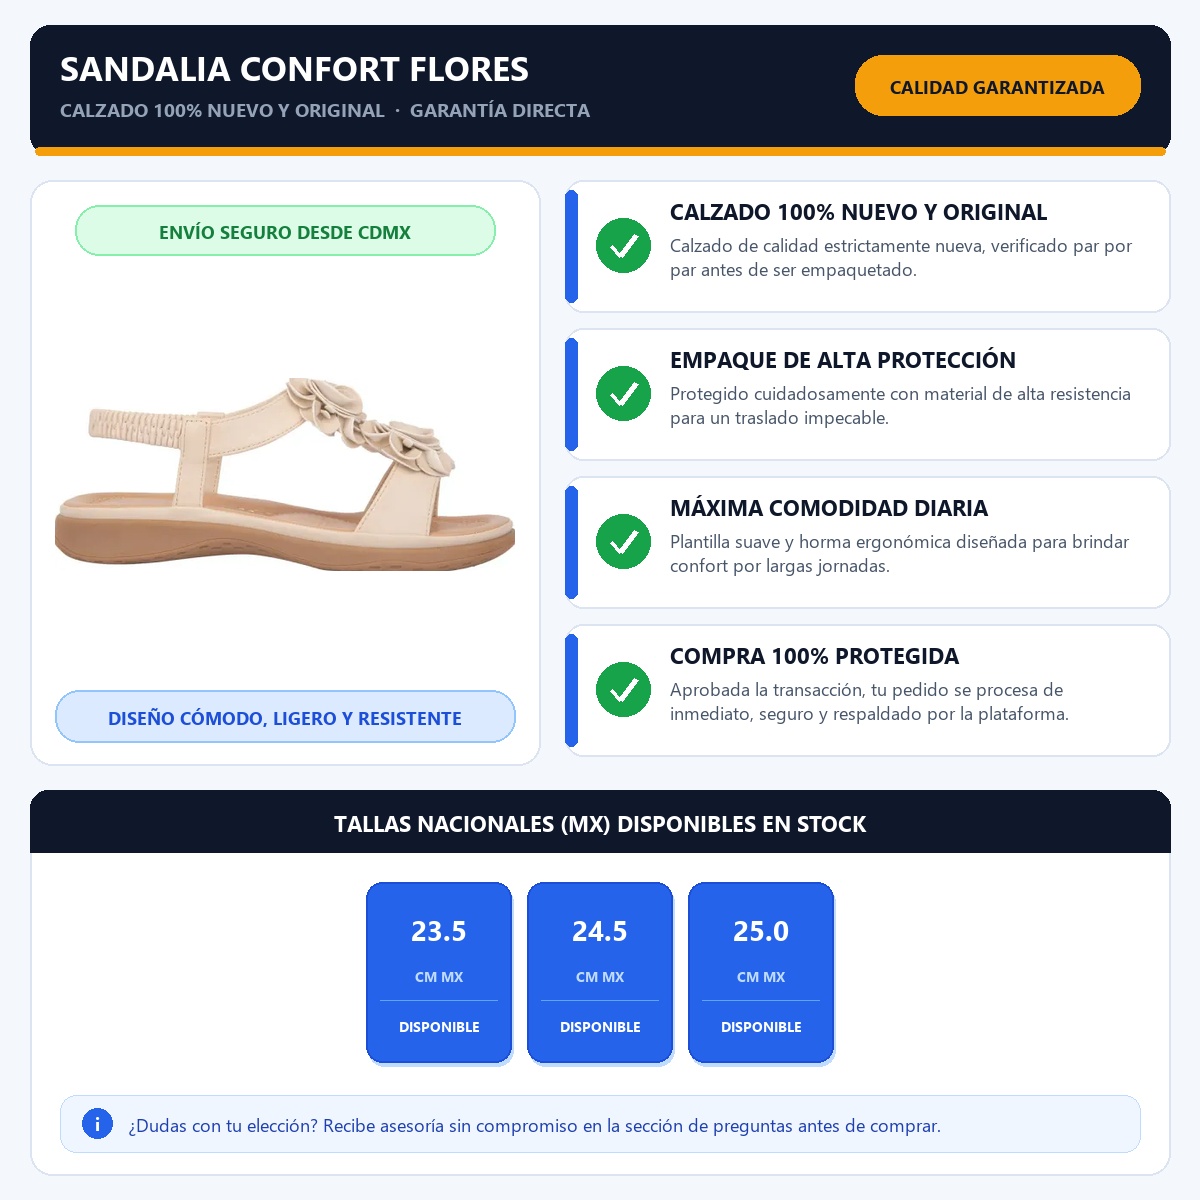 SANDALIA CONFORT FLORES
CALZADO 100% NUEVO Y ORIGINAL · GARANTÍA DIRECTA
CALIDAD GARANTIZADA
ENVÍO SEGURO DESDE CDMX
DISEÑO CÓMODO, LIGERO Y RESISTENTE
CALZADO 100% NUEVO Y ORIGINAL
Calzado de calidad estrictamente nueva, verificado par por
par antes de ser empaquetado.
EMPAQUE DE ALTA PROTECCIÓN
Protegido cuidadosamente con material de alta resistencia
para un traslado impecable.
MÁXIMA COMODIDAD DIARIA
Plantilla suave y horma ergonómica diseñada para brindar
confort por largas jornadas.
COMPRA 100% PROTEGIDA
Aprobada la transacción, tu pedido se procesa de
inmediato, seguro y respaldado por la plataforma.
TALLAS NACIONALES (MX) DISPONIBLES EN STOCK
23.5
CM MX
DISPONIBLE
24.5
CM MX
DISPONIBLE
25.0
CM MX
DISPONIBLE
i
¿Dudas con tu elección? Recibe asesoría sin compromiso en la sección de preguntas antes de comprar.